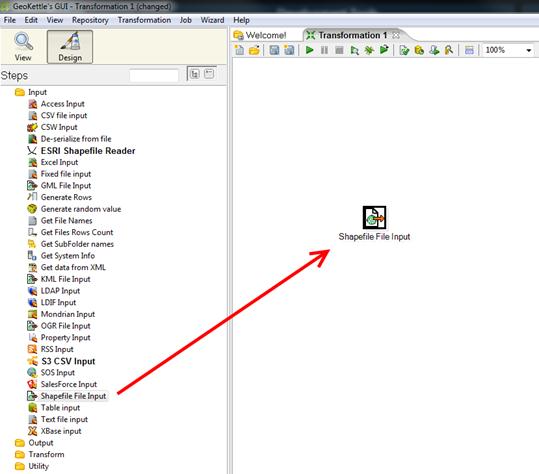 GeoKettle's GUI - Transformation 1 (changed)
File Edit View Repository Transformation Job Wizard Help
View
Design
Steps
Welcome!
Transformation 1
100%
Input
Access Input
CSV file input
CSW Input
De-serialize from file
ESRI Shapefile Reader
Excel Input
Fixed file input
GML File Input
Generate Rows
Generate random value
Get File Names
Get Files Rows Count
Get SubFolder names
Get System Info
Get data from XML
KML File Input
LDAP Input
LDIF Input
Mondrian Input
OGR File Input
Property Input
RSS Input
S3 CSV Input
SOS Input
SalesForce Input
Shapefile File Input
Table input
Text file input
XBase input
Output
Transform
Utility
Shapefile File Input